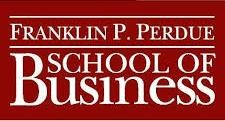 FRANKLIN P. PERDUE
SCHOOL OF
Business